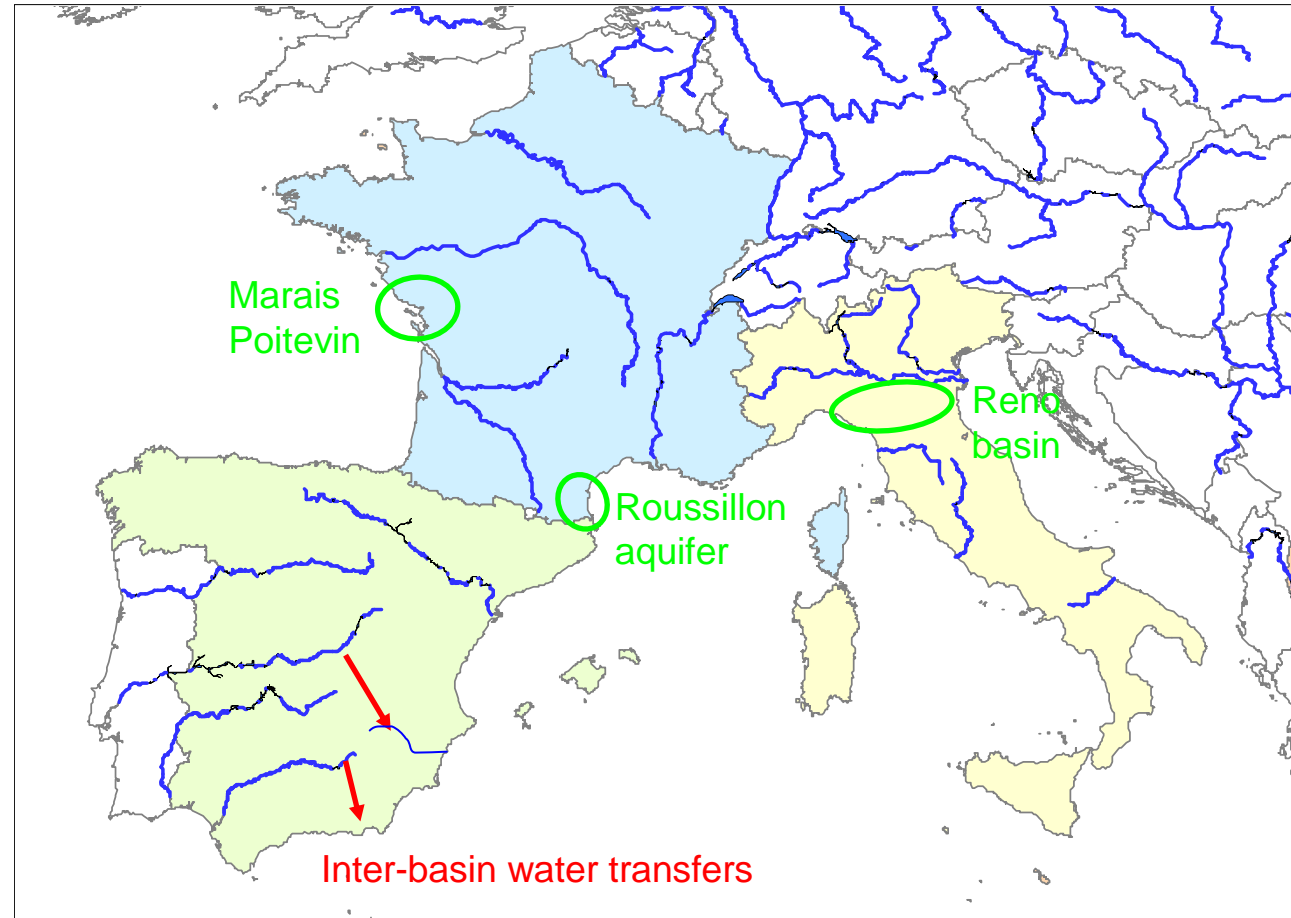 Marais
Poitevin
Reno
basin
Roussillon
aquifer
Inter-basin water transfers